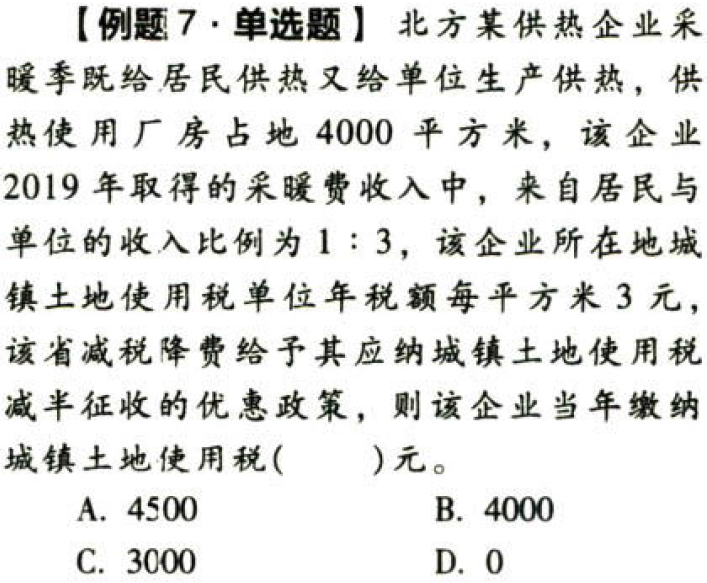 【例题7·单选题】 北方某供热企业采
暖季既给居民供热又给单位生产供热，供
热使用厂房占地 4000 平方米，该企业
2019 年取得的采暖费收入中，来自居民与
单位的收入比例为 1：3，该企业所在地城
镇土地使用税单位年税额每平方米 3 元，
该省减税降费给予其应纳城镇土地使用税
减半征收的优惠政策，则该企业当年缴纳
城镇土地使用税(　　)元。
A. 4500　　B. 4000
C. 3000　　D. 0